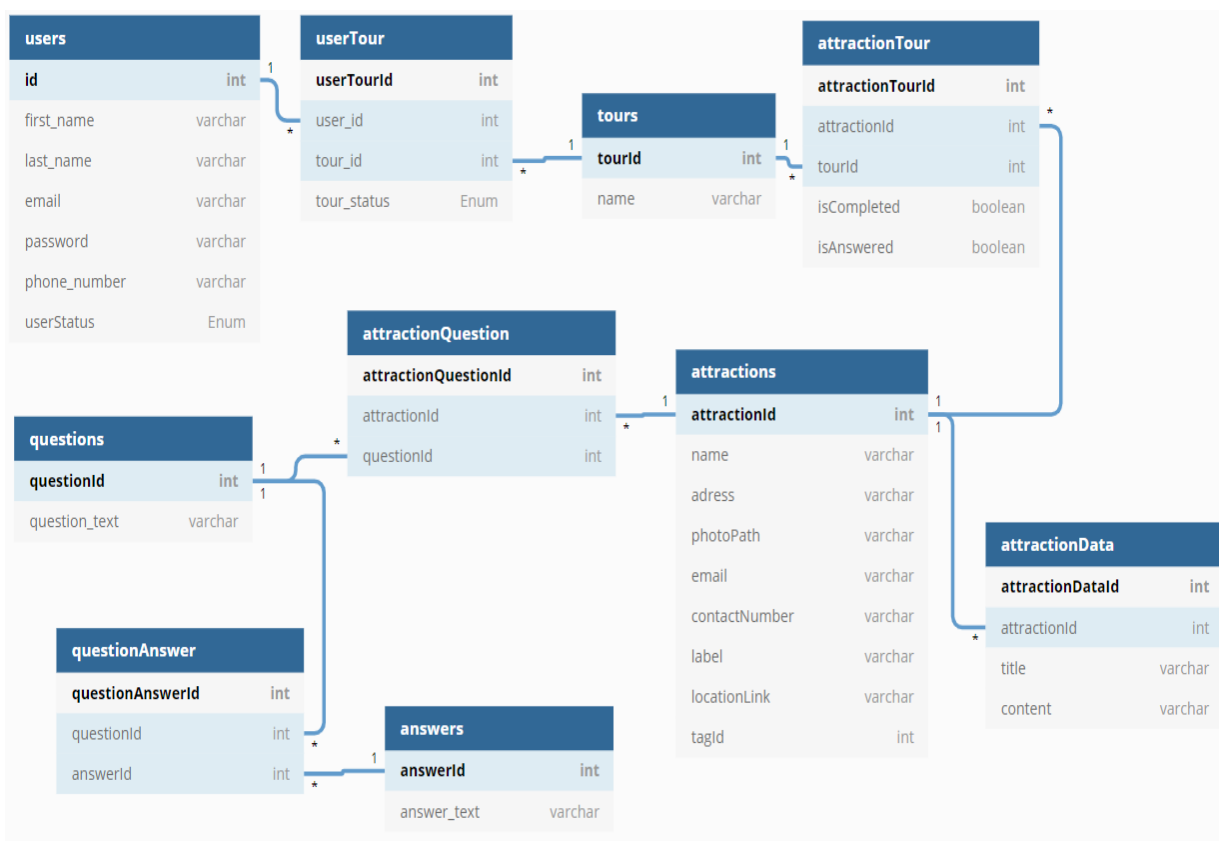 users
id int
first_name varchar
last_name varchar
email varchar
password varchar
phone_number varchar
userStatus Enum
1
*
userTour
userTourId int
user_id int
tour_id int
tour_status Enum
*
1
tours
tourId int
name varchar
1
*
attractionTour
attractionTourId int
attractionId int
tourId int
isCompleted boolean
isAnswered boolean
*
attractionQuestion
attractionQuestionId int
attractionId int
questionId int
*
*
1
attractions
attractionId int
name varchar
adress varchar
photoPath varchar
email varchar
contactNumber varchar
label varchar
locationLink varchar
tagId int
1
1
questions
questionId int
question_text varchar
1
1
attractionData
attractionDataId int
attractionId int
title varchar
content varchar
*
questionAnswer
questionAnswerId int
questionId int
answerId int
*
*
1
answers
answerId int
answer_text varchar